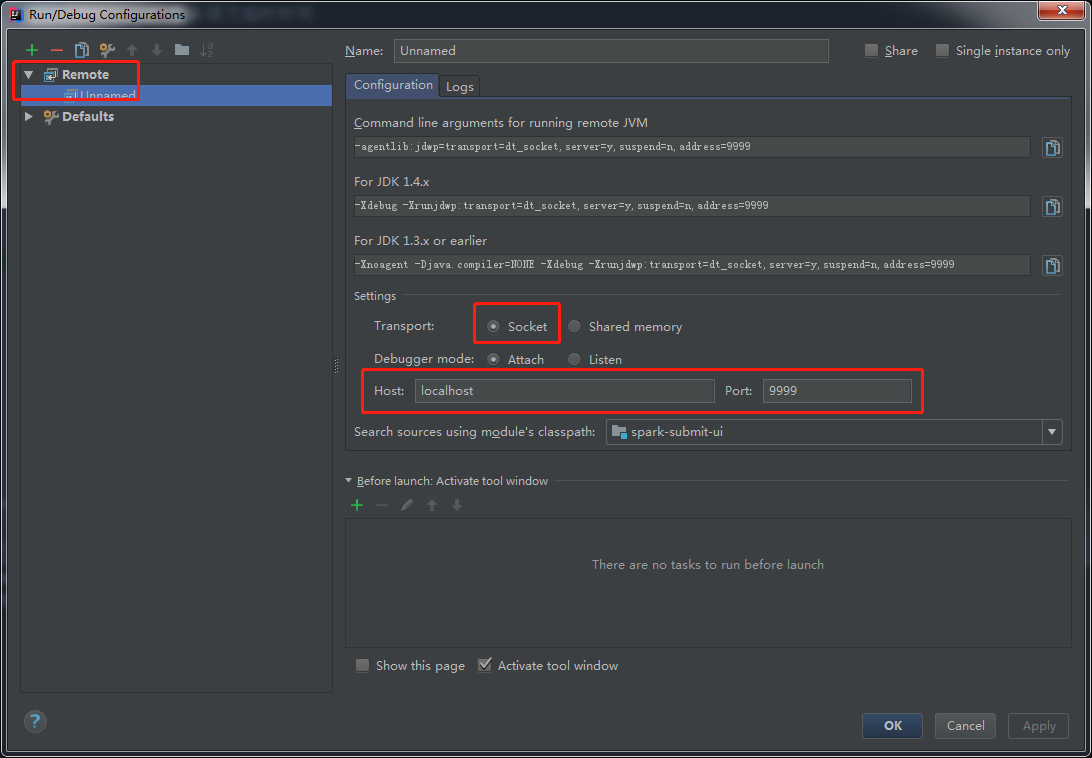 Run/Debug Configurations
Name: Unnamed Share Single instance only
Remote
Unnamed
Defaults
Configuration Logs
Command line arguments for running remote JVM
-agentlib:jdwp=transport=dt_socket,server=y,suspend=n,address=9999
For JDK 1.4.x
-Xdebug -Xrunjdwp:transport=dt_socket,server=y,suspend=n,address=9999
For JDK 1.3.x or earlier
-Xnoagent -Djava.compiler=NONE -Xdebug -Xrunjdwp:transport=dt_socket,server=y,suspend=n,address=9999
Settings
Transport: Socket Shared memory
Debugger mode: Attach Listen
Host: localhost Port: 9999
Search sources using module's classpath: spark-submit-ui
Before launch: Activate tool window
There are no tasks to run before launch
Show this page Activate tool window
OK Cancel Apply